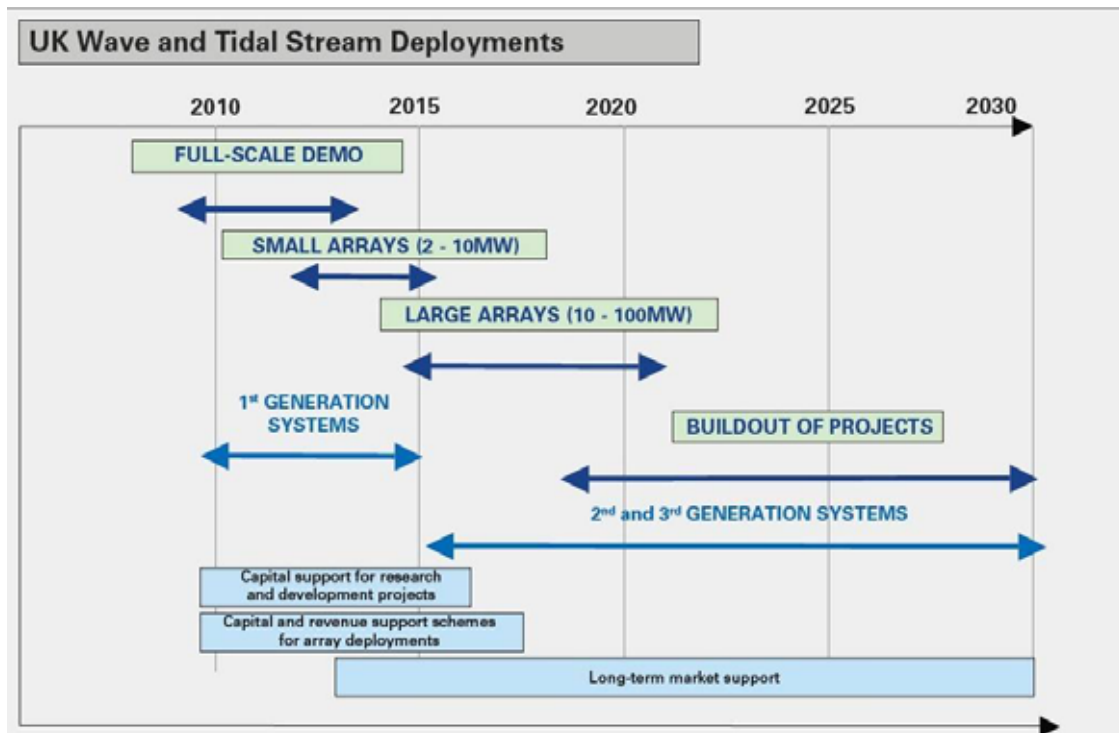 UK Wave and Tidal Stream Deployments
2010 2015 2020 2025 2030
FULL-SCALE DEMO
SMALL ARRAYS (2 - 10MW)
LARGE ARRAYS (10 - 100MW)
1st GENERATION
SYSTEMS
BUILDOUT OF PROJECTS
2nd and 3rd GENERATION SYSTEMS
Capital support for research
and development projects
Capital and revenue support schemes
for array deployments
Long-term market support